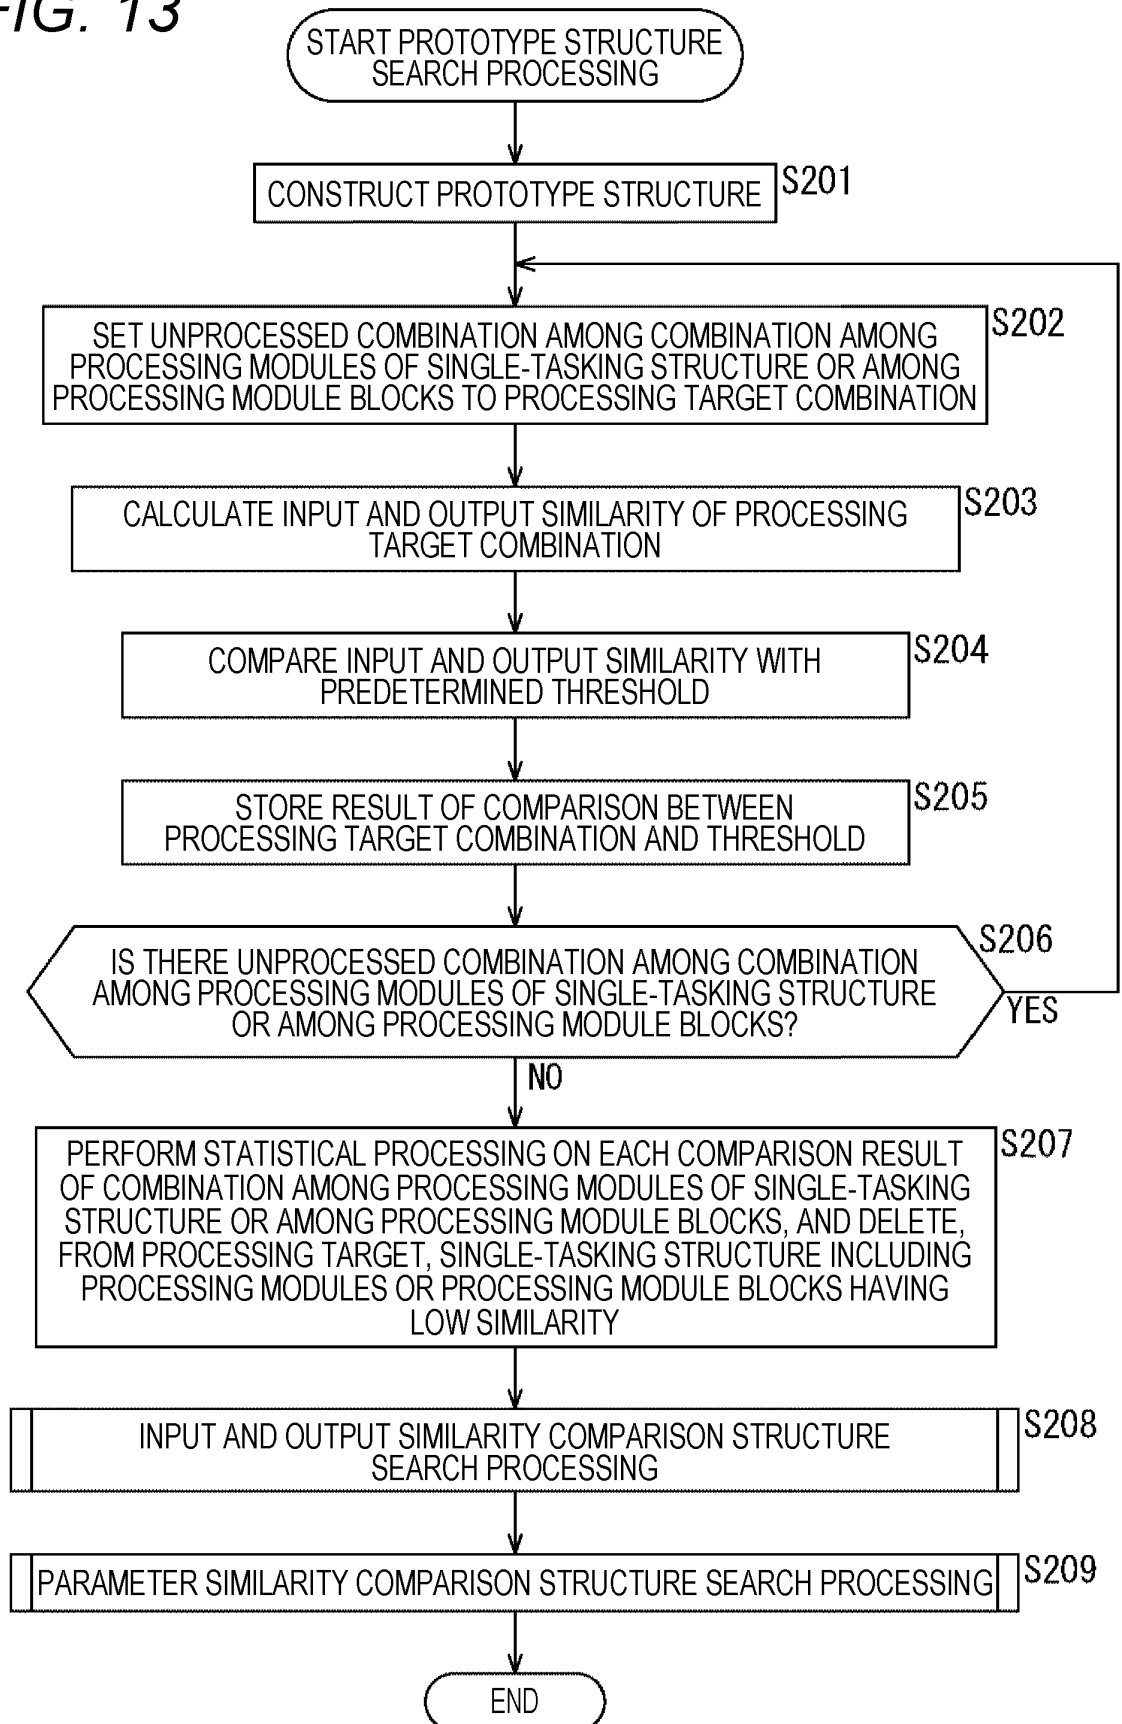 FIG. 13
START PROTOTYPE STRUCTURE
SEARCH PROCESSING
CONSTRUCT PROTOTYPE STRUCTURE
S201
SET UNPROCESSED COMBINATION AMONG COMBINATION AMONG
PROCESSING MODULES OF SINGLE-TASKING STRUCTURE OR AMONG
PROCESSING MODULE BLOCKS TO PROCESSING TARGET COMBINATION
S202
CALCULATE INPUT AND OUTPUT SIMILARITY OF PROCESSING
TARGET COMBINATION
S203
COMPARE INPUT AND OUTPUT SIMILARITY WITH
PREDETERMINED THRESHOLD
S204
STORE RESULT OF COMPARISON BETWEEN
PROCESSING TARGET COMBINATION AND THRESHOLD
S205
IS THERE UNPROCESSED COMBINATION AMONG COMBINATION
AMONG PROCESSING MODULES OF SINGLE-TASKING STRUCTURE
OR AMONG PROCESSING MODULE BLOCKS?
S206
YES
NO
PERFORM STATISTICAL PROCESSING ON EACH COMPARISON RESULT
OF COMBINATION AMONG PROCESSING MODULES OF SINGLE-TASKING
STRUCTURE OR AMONG PROCESSING MODULE BLOCKS, AND DELETE,
FROM PROCESSING TARGET, SINGLE-TASKING STRUCTURE INCLUDING
PROCESSING MODULES OR PROCESSING MODULE BLOCKS HAVING
LOW SIMILARITY
S207
INPUT AND OUTPUT SIMILARITY COMPARISON STRUCTURE
SEARCH PROCESSING
S208
PARAMETER SIMILARITY COMPARISON STRUCTURE SEARCH PROCESSING
S209
END